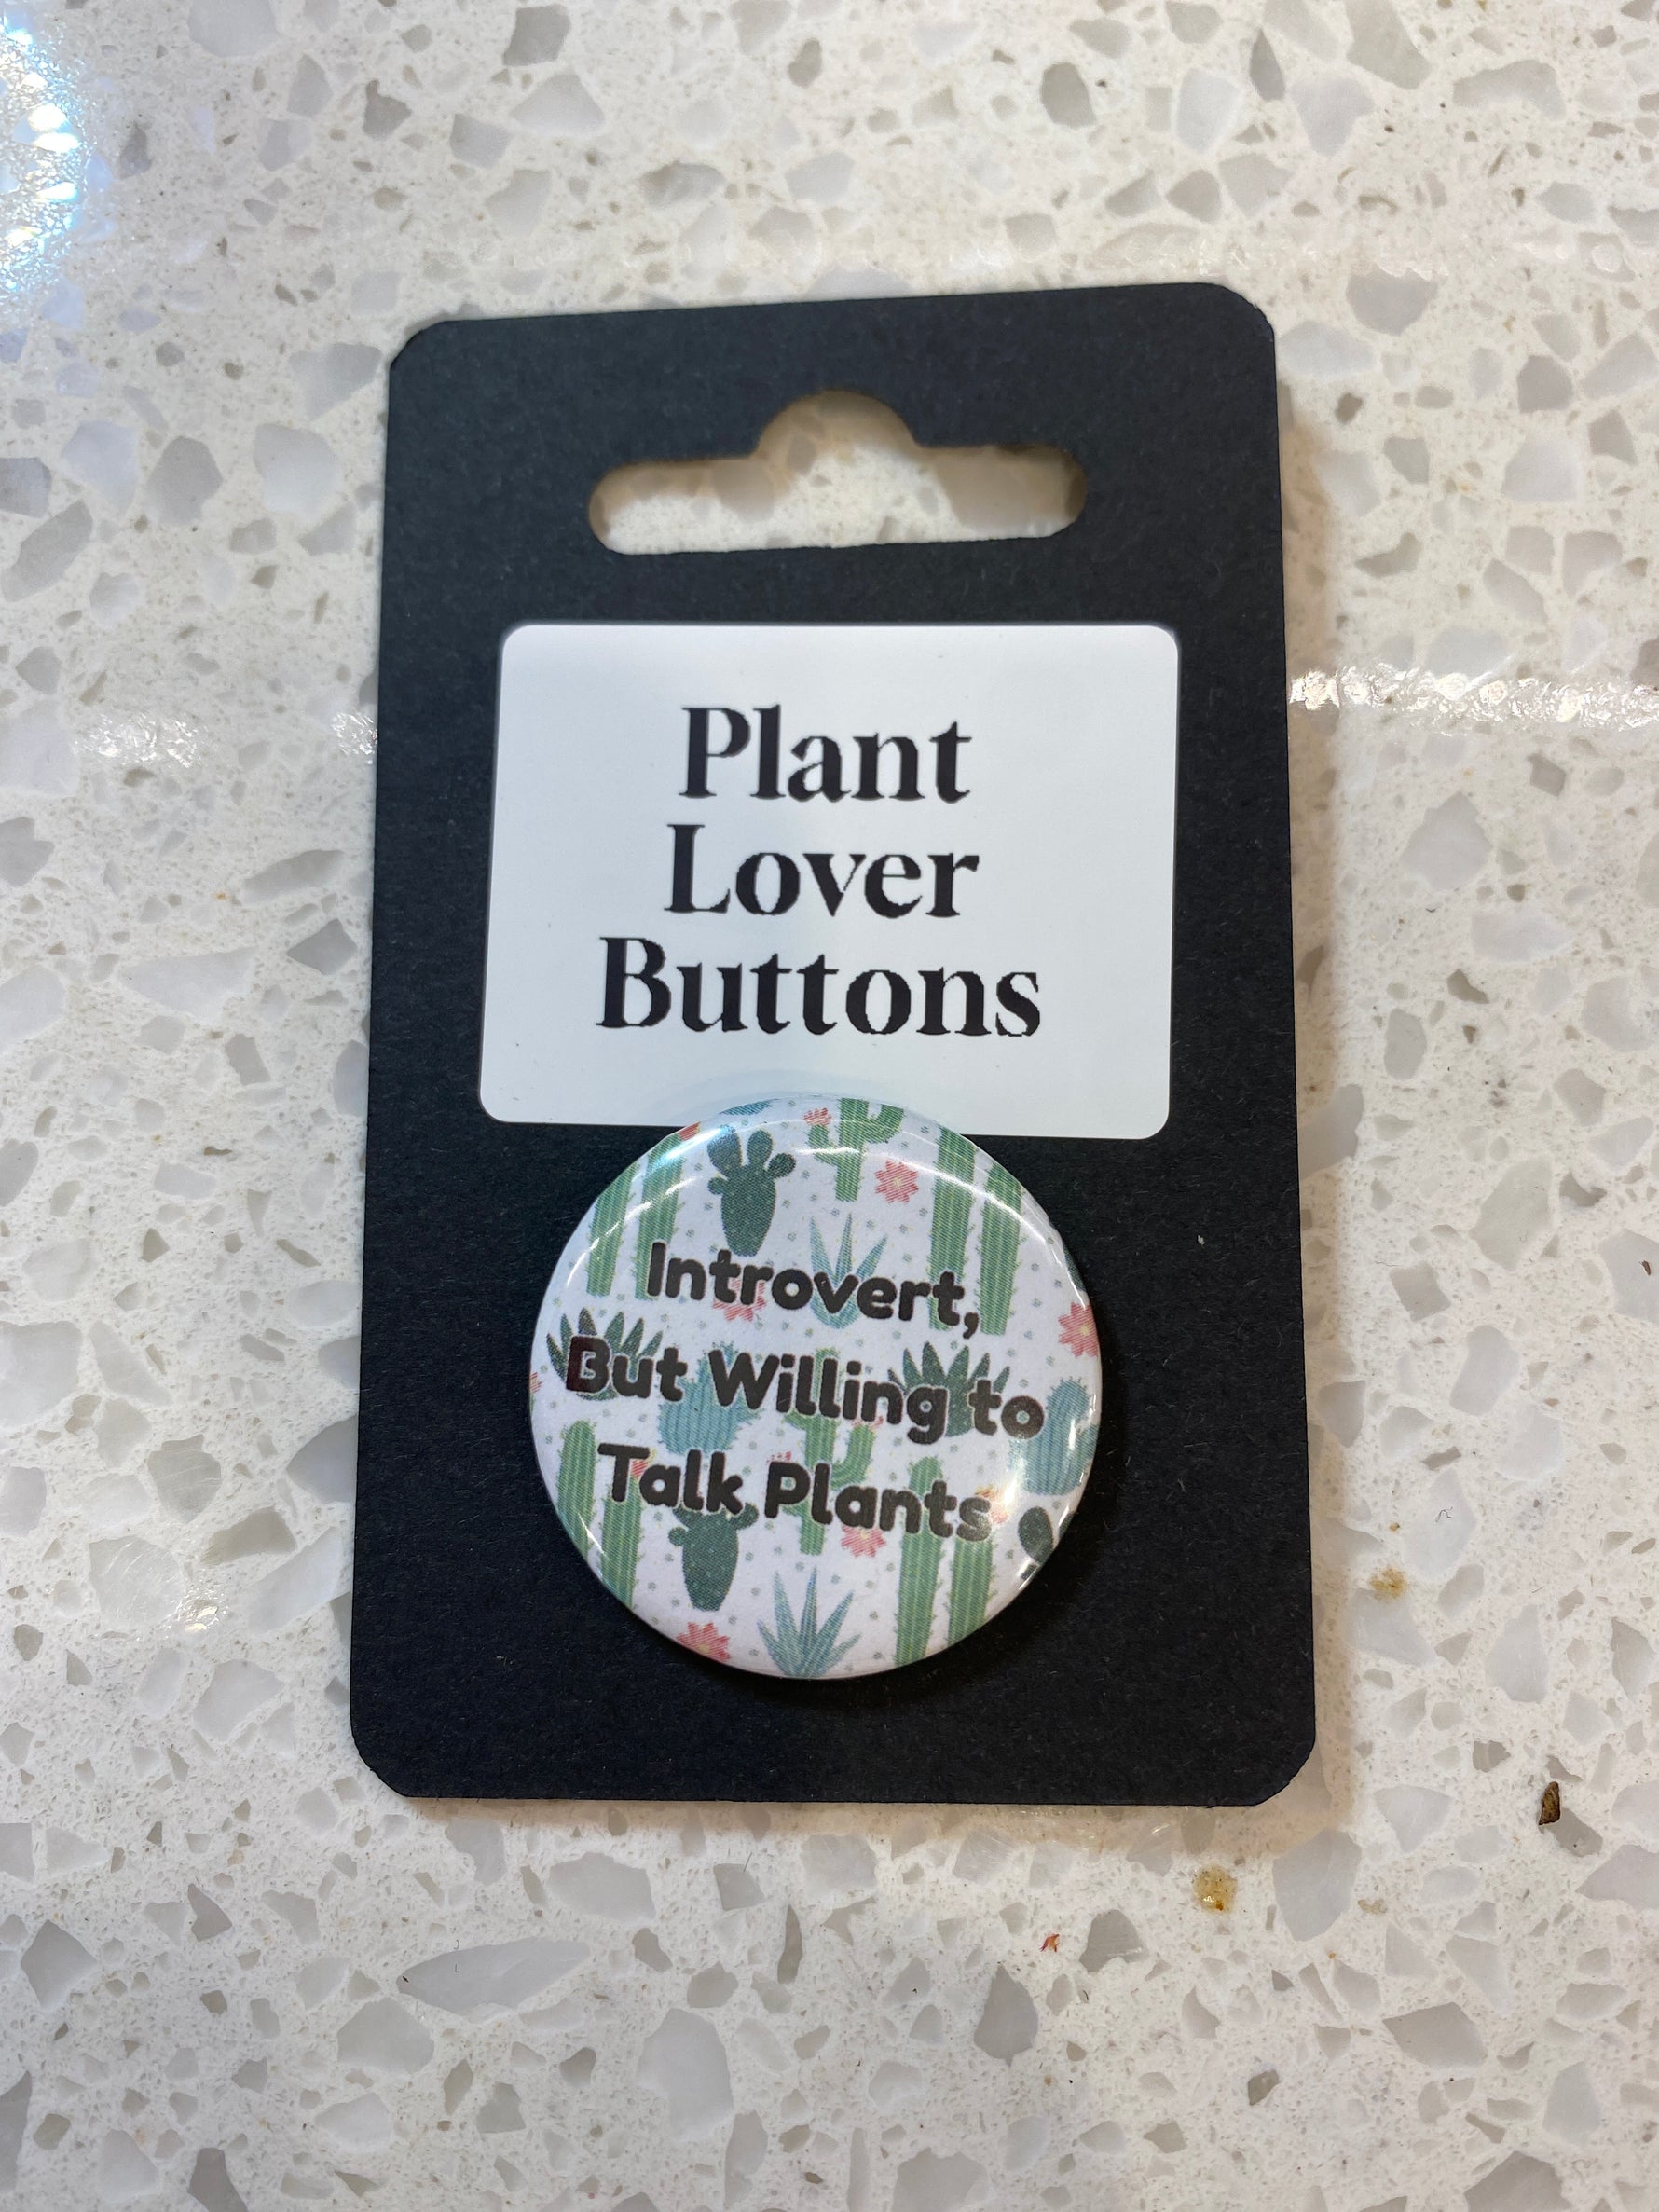 Plant
Lover
Buttons
Introvert,
But Willing to
Talk Plants